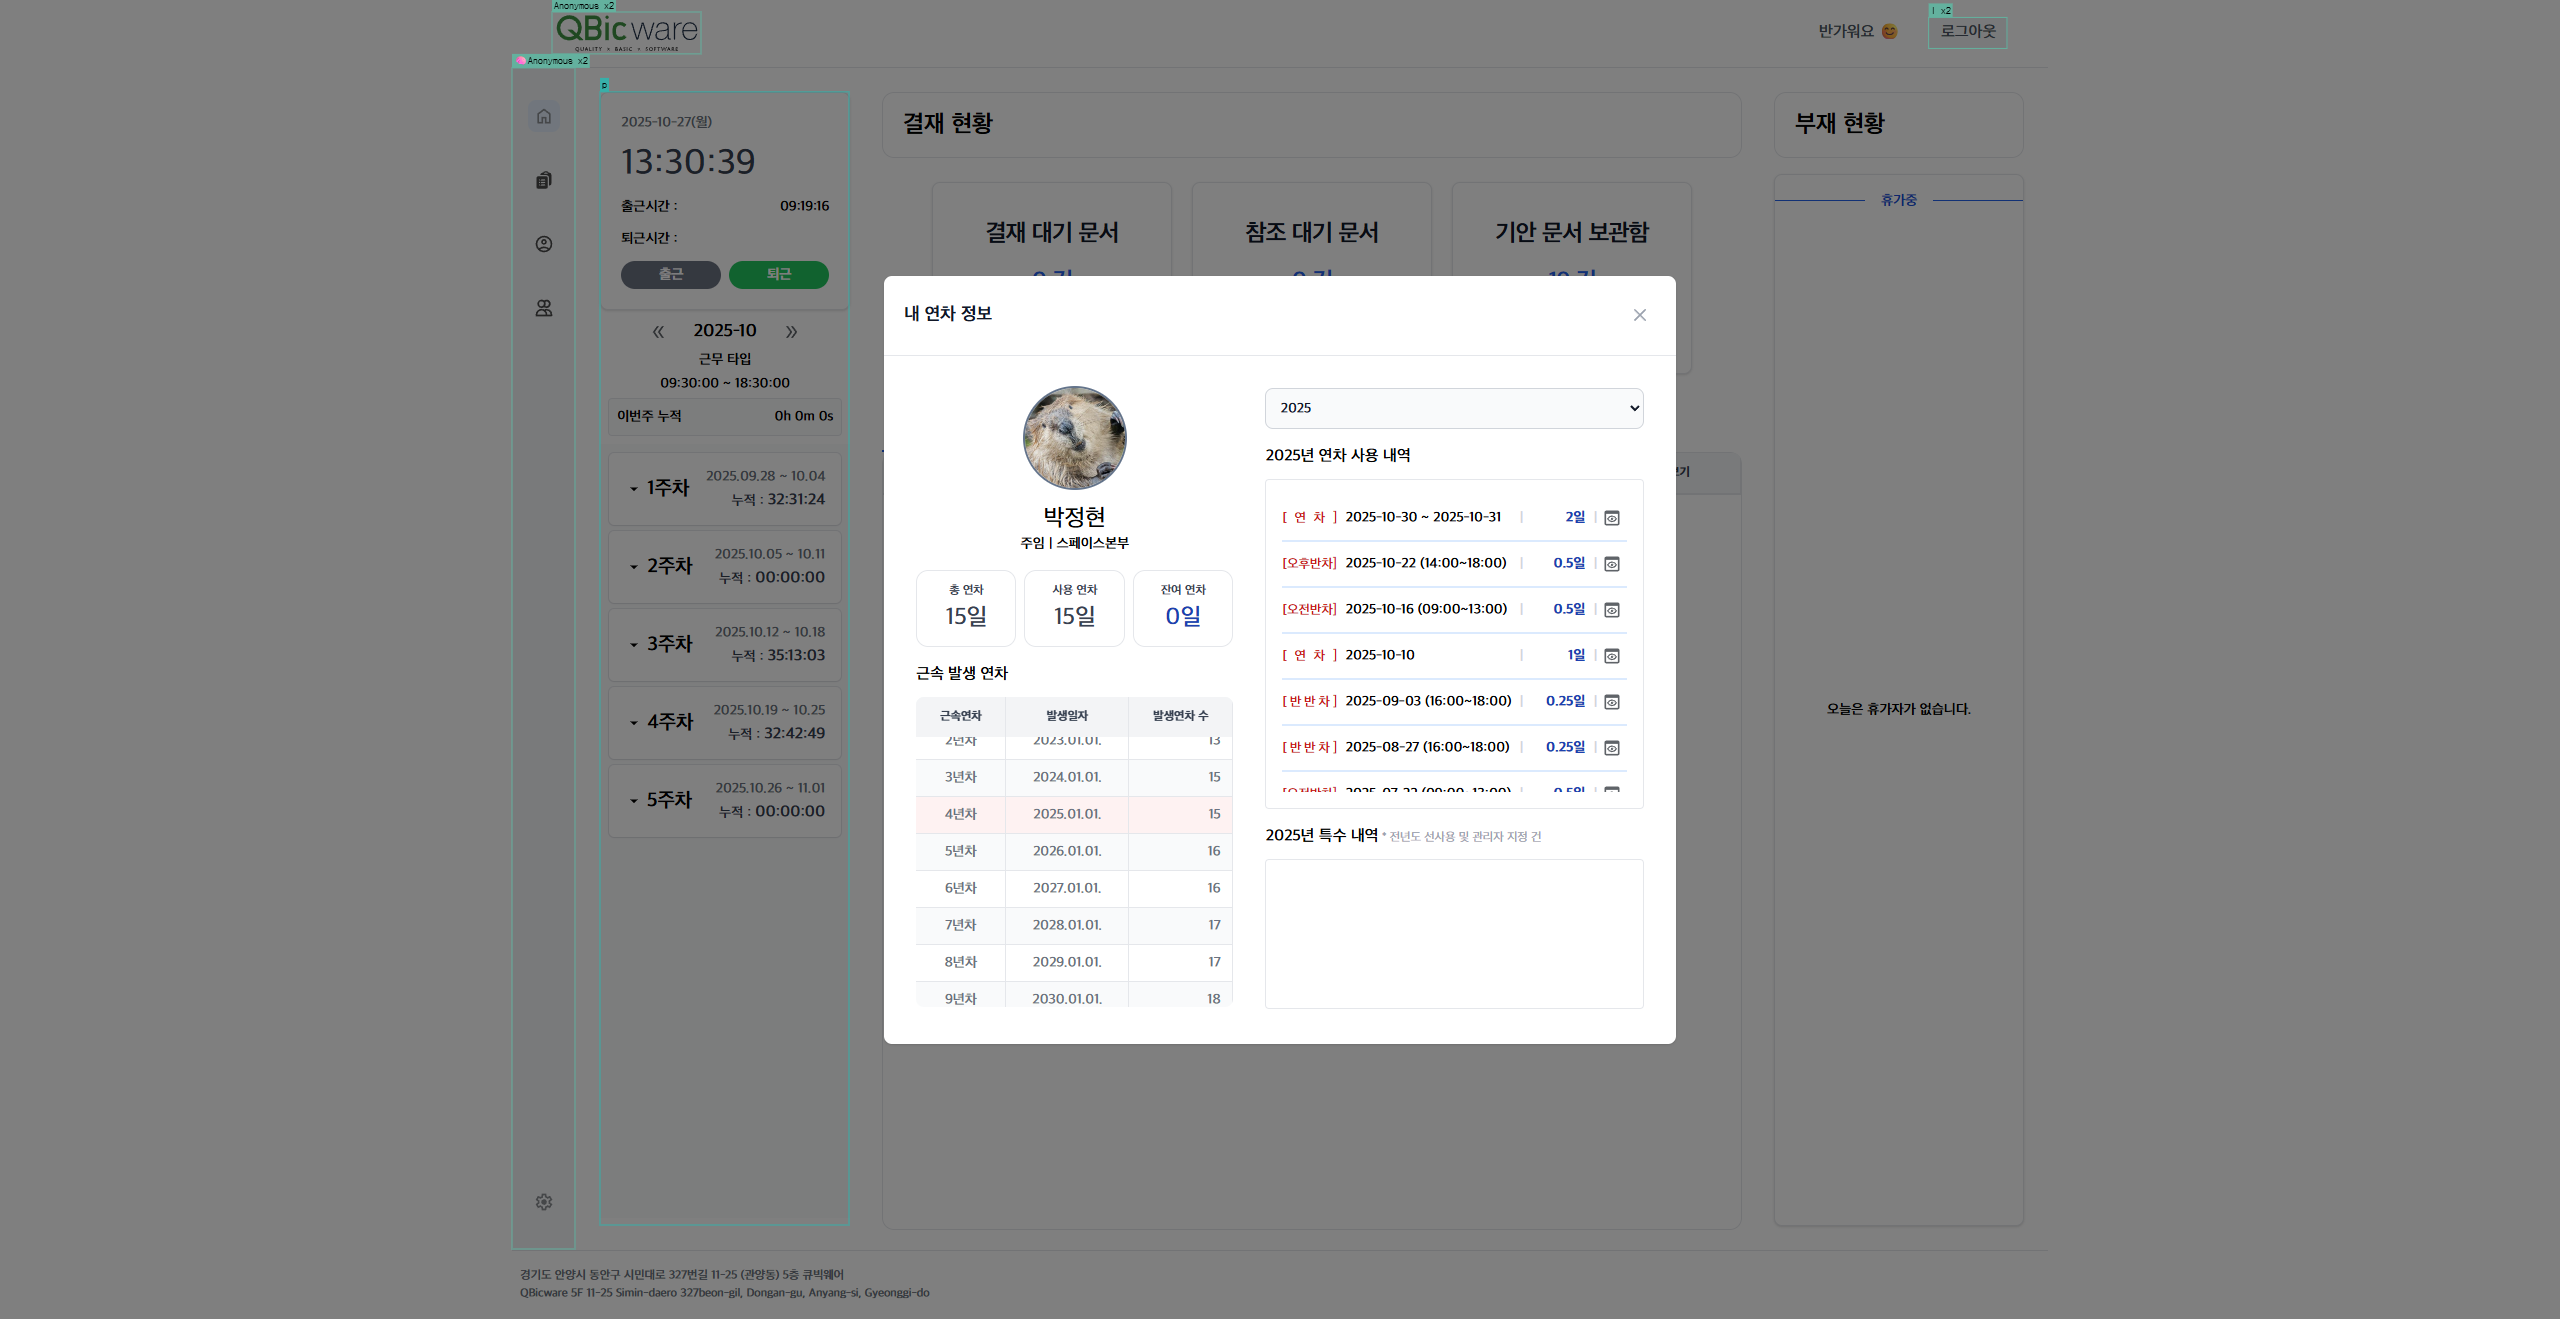 Anonymous x2
QBic ware
QUALITY > BASIC > SOFTWARE
반가워요 😊
l x2
로그아웃
Anonymous x2
p
2025-10-27(월)
13:30:39
출근시간 : 09:19:16
퇴근시간 :
출근 퇴근
« 2025-10 »
근무 타입
09:30:00 ~ 18:30:00
이번주 누적 0h 0m 0s
1주차 2025.09.28 ~ 10.04
누적 : 32:31:24
2주차 2025.10.05 ~ 10.11
누적 : 00:00:00
3주차 2025.10.12 ~ 10.18
누적 : 35:13:03
4주차 2025.10.19 ~ 10.25
누적 : 32:42:49
5주차 2025.10.26 ~ 11.01
누적 : 00:00:00
결재 현황
결재 대기 문서
참조 대기 문서
기안 문서 보관함
0 건
0 건
부재 현황
휴가중
오늘은 휴가자가 없습니다.
내 연차 정보
박정현
주임 | 스페이스본부
총 연차
15일
사용 연차
15일
잔여 연차
0일
근속 발생 연차
근속연차 발생일자 발생연차 수
2년차 2023.01.01. 13
3년차 2024.01.01. 15
4년차 2025.01.01. 15
5년차 2026.01.01. 16
6년차 2027.01.01. 16
7년차 2028.01.01. 17
8년차 2029.01.01. 17
9년차 2030.01.01. 18
2025
2025년 연차 사용 내역
[ 연 차 ] 2025-10-30 ~ 2025-10-31 | 2일 |
[오후반차] 2025-10-22 (14:00~18:00) | 0.5일 |
[오전반차] 2025-10-16 (09:00~13:00) | 0.5일 |
[ 연 차 ] 2025-10-10 | 1일 |
[ 반 반 차 ] 2025-09-03 (16:00~18:00) | 0.25일 |
[ 반 반 차 ] 2025-08-27 (16:00~18:00) | 0.25일 |
[오전반차] 2025-07-22 (09:00~13:00) | 0.5일 |
2025년 특수 내역 * 전년도 선사용 및 관리자 지정 건
경기도 안양시 동안구 시민대로 327번길 11-25 (관양동) 5층 큐빅웨어
QBicware 5F 11-25 Simin-daero 327beon-gil, Dongan-gu, Anyang-si, Gyeonggi-do